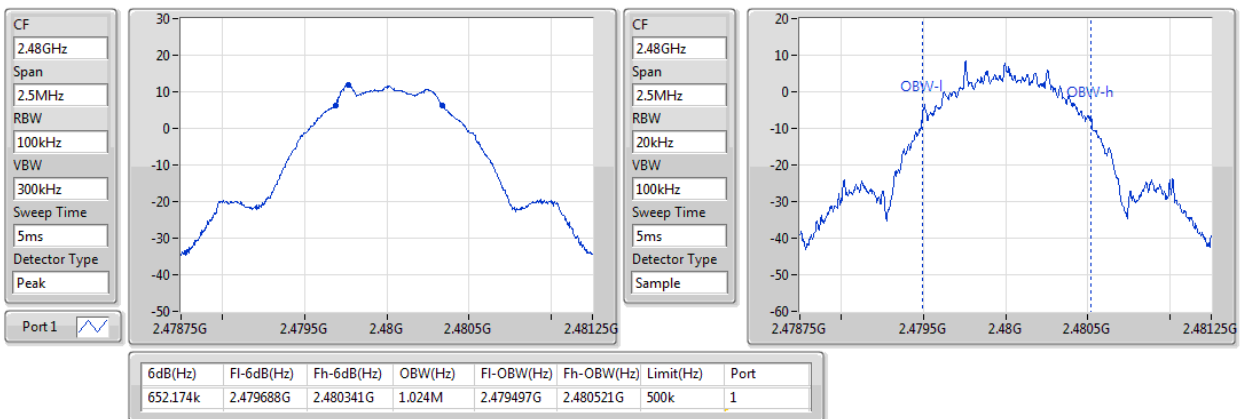 CF
2.48GHz
Span
2.5MHz
RBW
100kHz
VBW
300kHz
Sweep Time
5ms
Detector Type
Peak
Port 1
30
20
10
0
-10
-20
-30
-40
-50
2.47875G 2.4795G 2.48G 2.4805G 2.48125G
CF
2.48GHz
Span
2.5MHz
RBW
20kHz
VBW
100kHz
Sweep Time
5ms
Detector Type
Sample
20
10
0
-10
-20
-30
-40
-50
-60
OBW-l OBW-h
2.47875G 2.4795G 2.48G 2.4805G 2.48125G
6dB(Hz) Fl-6dB(Hz) Fh-6dB(Hz) OBW(Hz) Fl-OBW(Hz) Fh-OBW(Hz) Limit(Hz) Port
652.174k 2.479688G 2.480341G 1.024M 2.479497G 2.480521G 500k 1